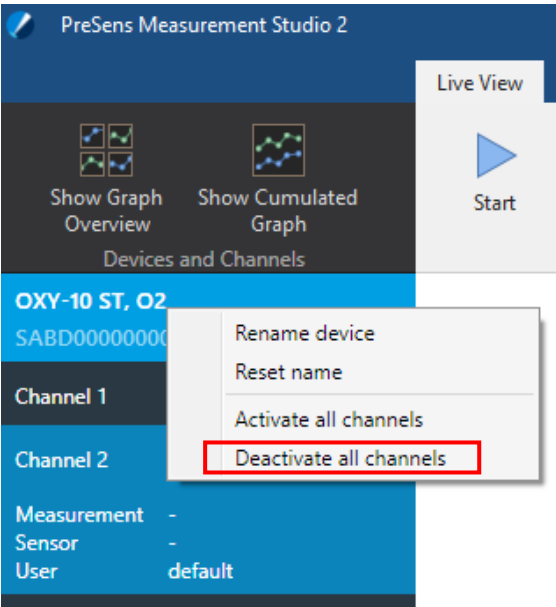 PreSens Measurement Studio 2
Live View
Show Graph
Overview
Show Cumulated
Graph
Start
Devices and Channels
OXY-10 ST, O2
SABD00000000
Rename device
Reset name
Channel 1
Activate all channels
Channel 2
Deactivate all channels
Measurement -
Sensor -
User default